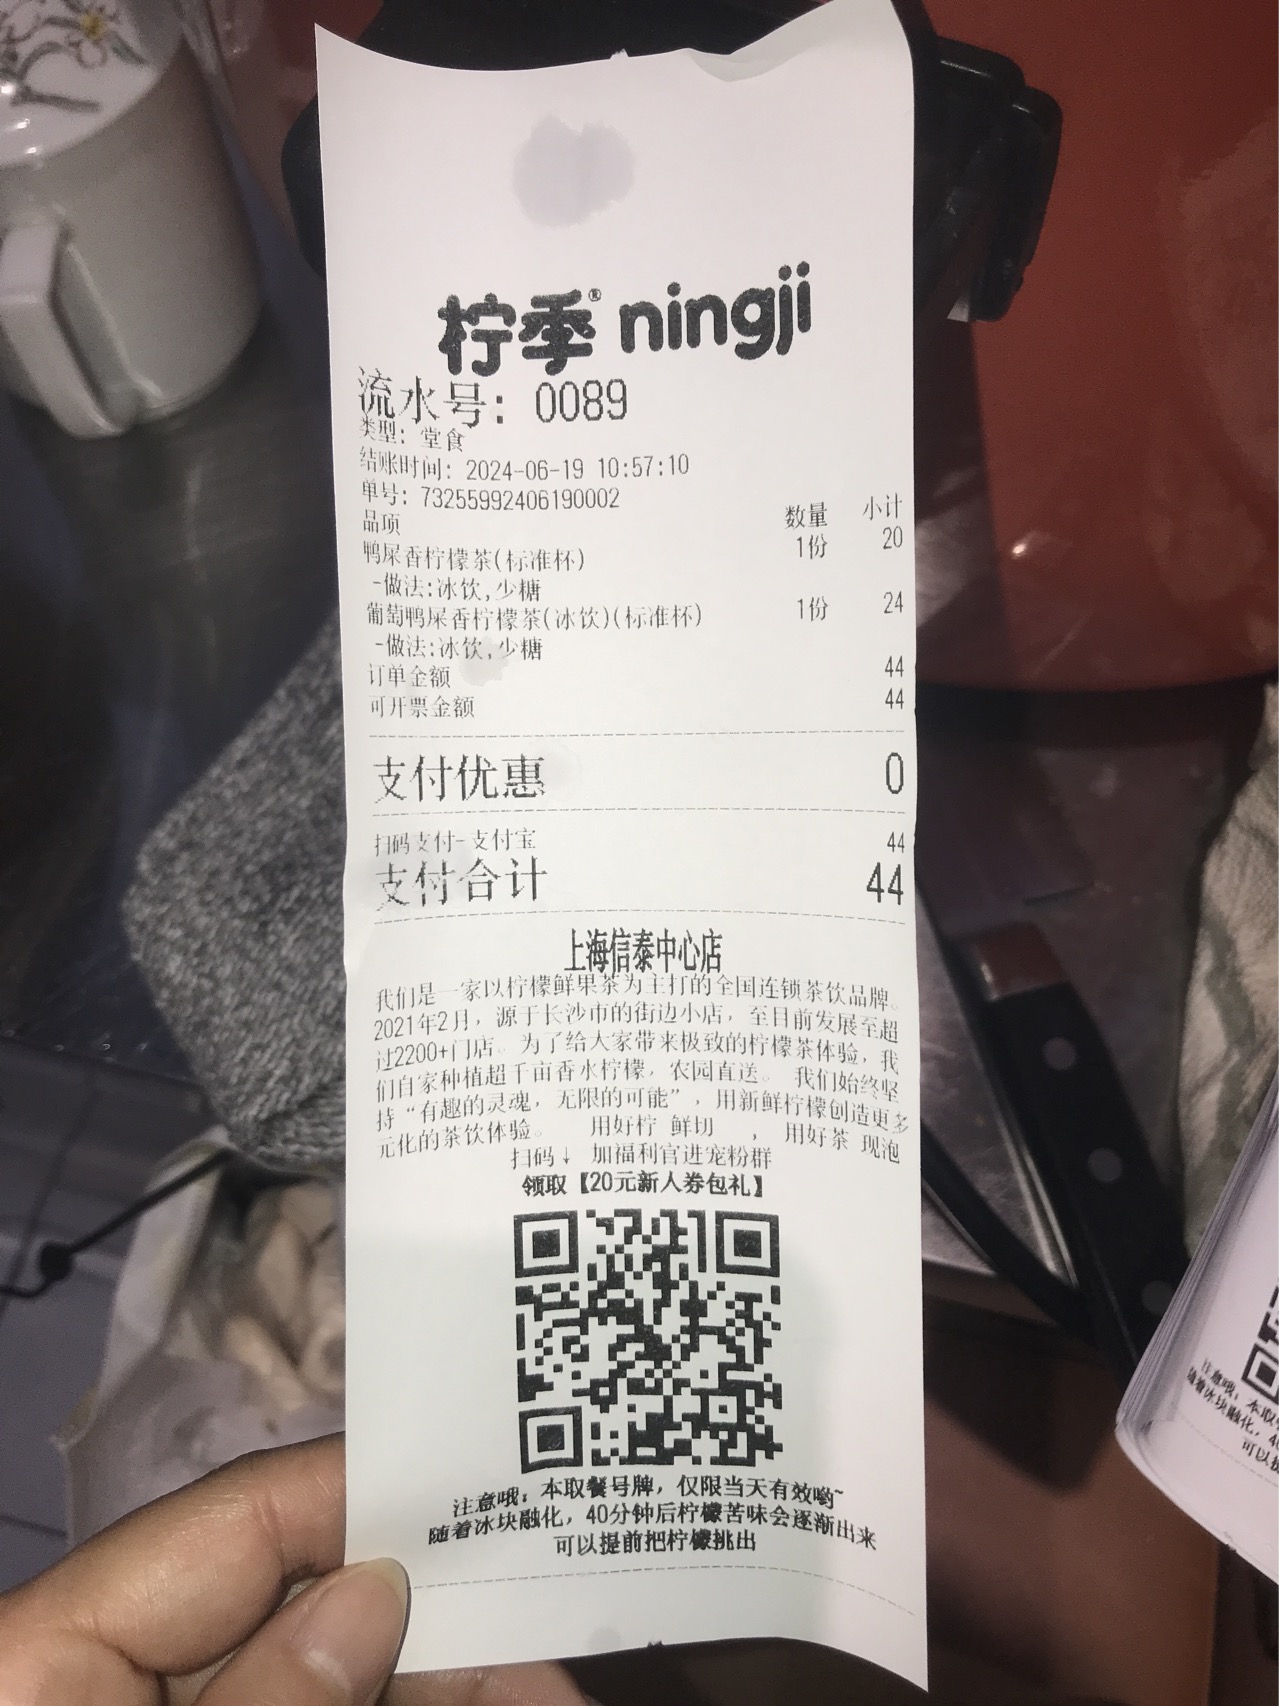 柠季® ningji
流水号: 0089
类型: 堂食
结账时间: 2024-06-19 10:57:10
单号: 73255992406190002
品项 数量 小计
鸭屎香柠檬茶(标准杯) 1份 20
-做法:冰饮,少糖
葡萄鸭屎香柠檬茶(冰饮)(标准杯) 1份 24
-做法:冰饮,少糖
订单金额 44
可开票金额 44
支付优惠 0
扫码支付-支付宝 44
支付合计 44
上海信泰中心店
我们是一家以柠檬鲜果茶为主打的全国连锁茶饮品牌。
2021年2月，源于长沙市的街边小店，至目前发展至超
过2200+门店。为了给大家带来极致的柠檬茶体验，我
们自家种植超千亩香水柠檬，农园直送。 我们始终坚
持“有趣的灵魂，无限的可能”，用新鲜柠檬创造更多
元化的茶饮体验。 用好柠 鲜切 ， 用好茶 现泡
扫码↓ 加福利官进宠粉群
领取【20元新人券包礼】
注意哦，本取餐号牌，仅限当天有效哟~
随着冰块融化，40分钟后柠檬苦味会逐渐出来
可以提前把柠檬挑出
注意哦，本取
随着冰块融化，4
可以提